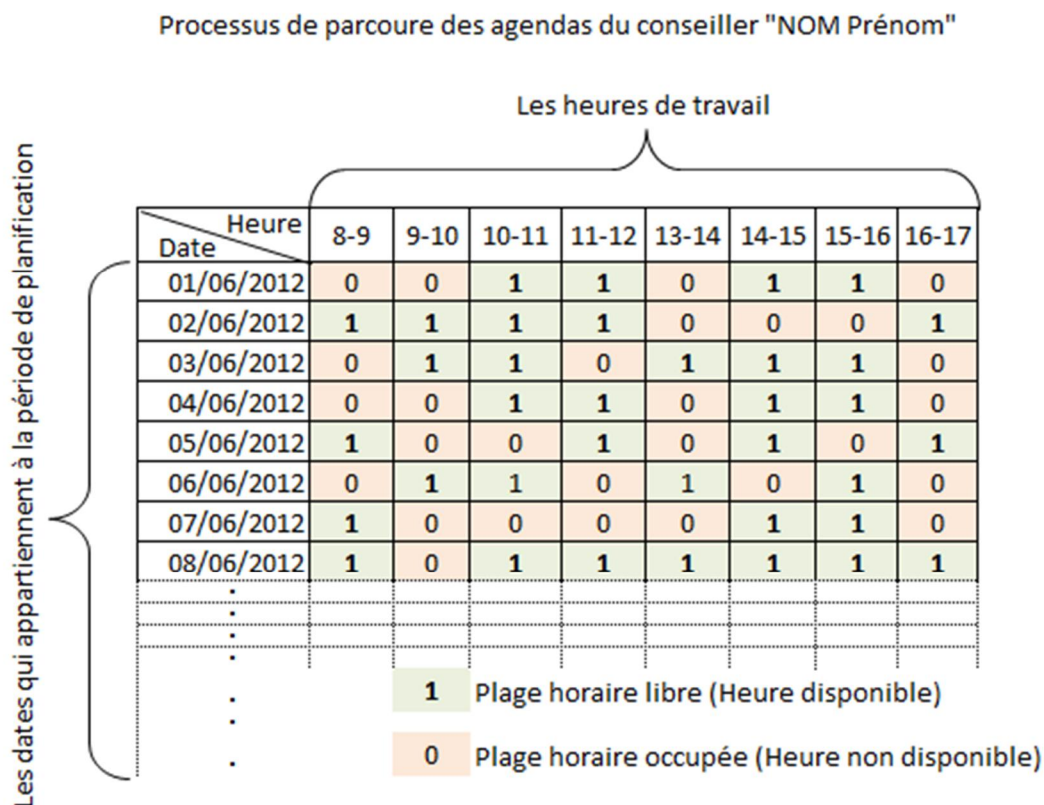 Processus de parcoure des agendas du conseiller "NOM Prénom"
Les heures de travail
Les dates qui appartiennent à la période de planification
Heure
Date
8-9 9-10 10-11 11-12 13-14 14-15 15-16 16-17
01/06/2012 0 0 1 1 0 1 1 0
02/06/2012 1 1 1 1 0 0 0 1
03/06/2012 0 1 1 0 1 1 1 0
04/06/2012 0 0 1 1 0 1 1 0
05/06/2012 1 0 0 1 0 1 0 1
06/06/2012 0 1 1 0 1 0 1 0
07/06/2012 1 0 0 0 0 1 1 0
08/06/2012 1 0 1 1 1 1 1 1
1 Plage horaire libre (Heure disponible)
0 Plage horaire occupée (Heure non disponible)